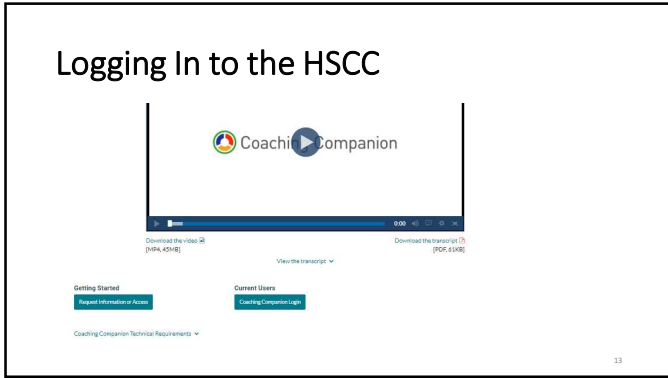 Logging In to the HSCC
Coaching Companion
0:00
Download the video
[MP4, 45MB]
Download the transcript
[PDF, 61KB]
View the transcript
Getting Started
Current Users
Request Information or Access
Coaching Companion Login
Coaching Companion Technical Requirements
13